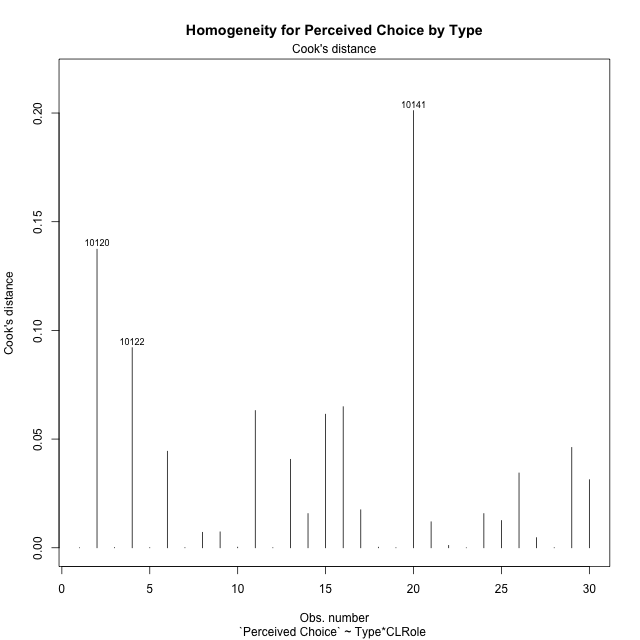 Homogeneity for Perceived Choice by Type
Cook's distance
10141
10120
10122
Cook's distance
0.20
0.15
0.10
0.05
0.00
0 5 10 15 20 25 30
Obs. number
`Perceived Choice` ~ Type*CLRole